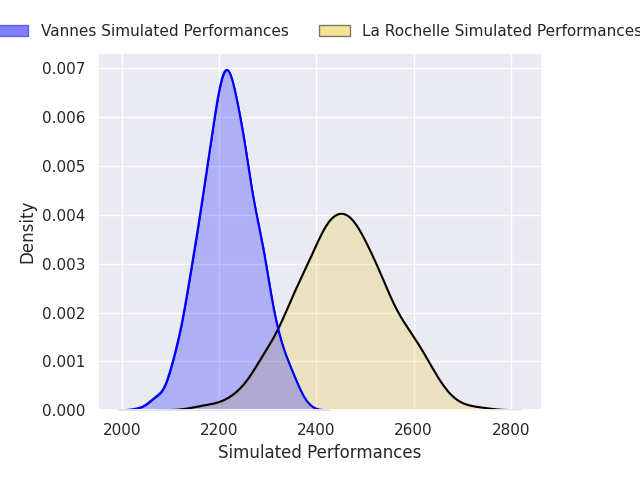 Vannes Simulated Performances
La Rochelle Simulated Performances
0.007
0.006
0.005
0.004
0.003
0.002
0.001
0.000
Density
2000 2200 2400 2600 2800
Simulated Performances